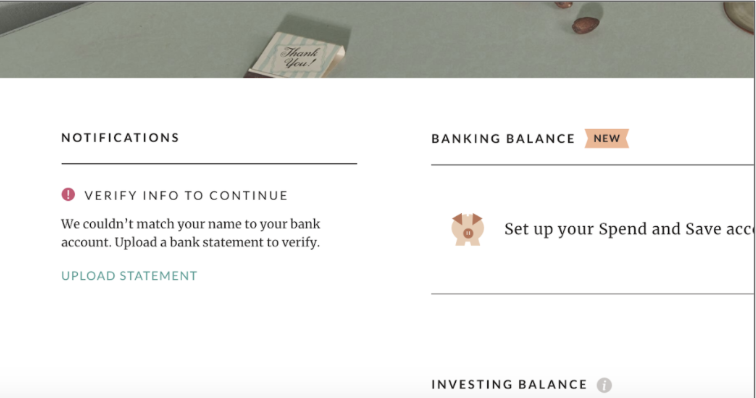 Thank
You!
NOTIFICATIONS
VERIFY INFO TO CONTINUE
We couldn’t match your name to your bank
account. Upload a bank statement to verify.
UPLOAD STATEMENT
BANKING BALANCE NEW
Set up your Spend and Save acc
INVESTING BALANCE